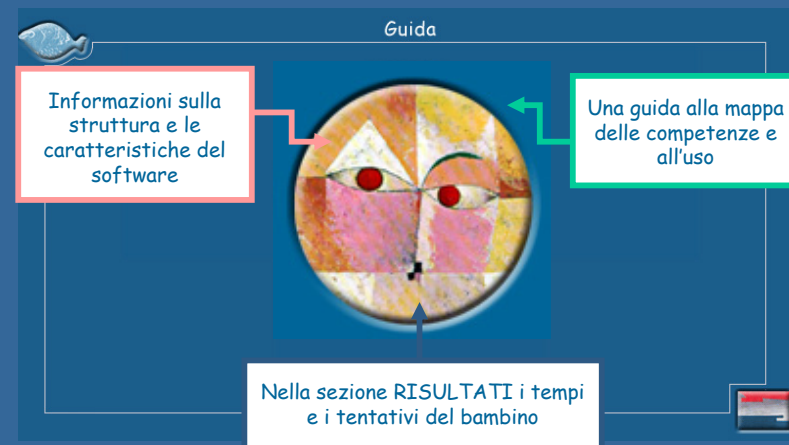 Guida
Informazioni sulla
struttura e le
caratteristiche del
software
Una guida alla mappa
delle competenze e
all'uso
Nella sezione RISULTATI i tempi
e i tentativi del bambino